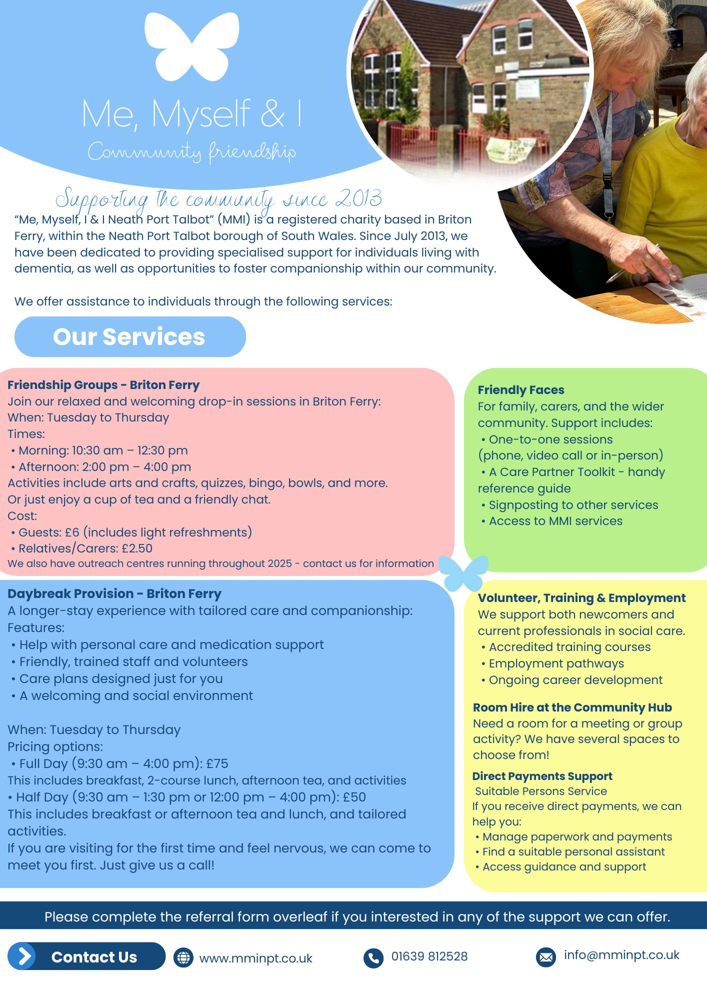 Me, Myself & I
Community friendship
Supporting the community since 2013
“Me, Myself, I & I Neath Port Talbot” (MMI) is a registered charity based in Briton
Ferry, within the Neath Port Talbot borough of South Wales. Since July 2013, we
have been dedicated to providing specialised support for individuals living with
dementia, as well as opportunities to foster companionship within our community.
We offer assistance to individuals through the following services:
Our Services
Friendship Groups - Briton Ferry
Join our relaxed and welcoming drop-in sessions in Briton Ferry:
When: Tuesday to Thursday
Times:
• Morning: 10:30 am – 12:30 pm
• Afternoon: 2:00 pm – 4:00 pm
Activities include arts and crafts, quizzes, bingo, bowls, and more.
Or just enjoy a cup of tea and a friendly chat.
Cost:
• Guests: £6 (includes light refreshments)
• Relatives/Carers: £2.50
We also have outreach centres running throughout 2025 - contact us for information
Friendly Faces
For family, carers, and the wider
community. Support includes:
• One-to-one sessions
(phone, video call or in-person)
• A Care Partner Toolkit - handy
reference guide
• Signposting to other services
• Access to MMI services
Daybreak Provision - Briton Ferry
A longer-stay experience with tailored care and companionship:
Features:
• Help with personal care and medication support
• Friendly, trained staff and volunteers
• Care plans designed just for you
• A welcoming and social environment
When: Tuesday to Thursday
Pricing options:
• Full Day (9:30 am – 4:00 pm): £75
This includes breakfast, 2-course lunch, afternoon tea, and activities
• Half Day (9:30 am – 1:30 pm or 12:00 pm – 4:00 pm): £50
This includes breakfast or afternoon tea and lunch, and tailored
activities.
If you are visiting for the first time and feel nervous, we can come to
meet you first. Just give us a call!
Volunteer, Training & Employment
We support both newcomers and
current professionals in social care.
• Accredited training courses
• Employment pathways
• Ongoing career development
Room Hire at the Community Hub
Need a room for a meeting or group
activity? We have several spaces to
choose from!
Direct Payments Support
Suitable Persons Service
If you receive direct payments, we can
help you:
• Manage paperwork and payments
• Find a suitable personal assistant
• Access guidance and support
Please complete the referral form overleaf if you interested in any of the support we can offer.
Contact Us
www.mminpt.co.uk
01639 812528
info@mminpt.co.uk